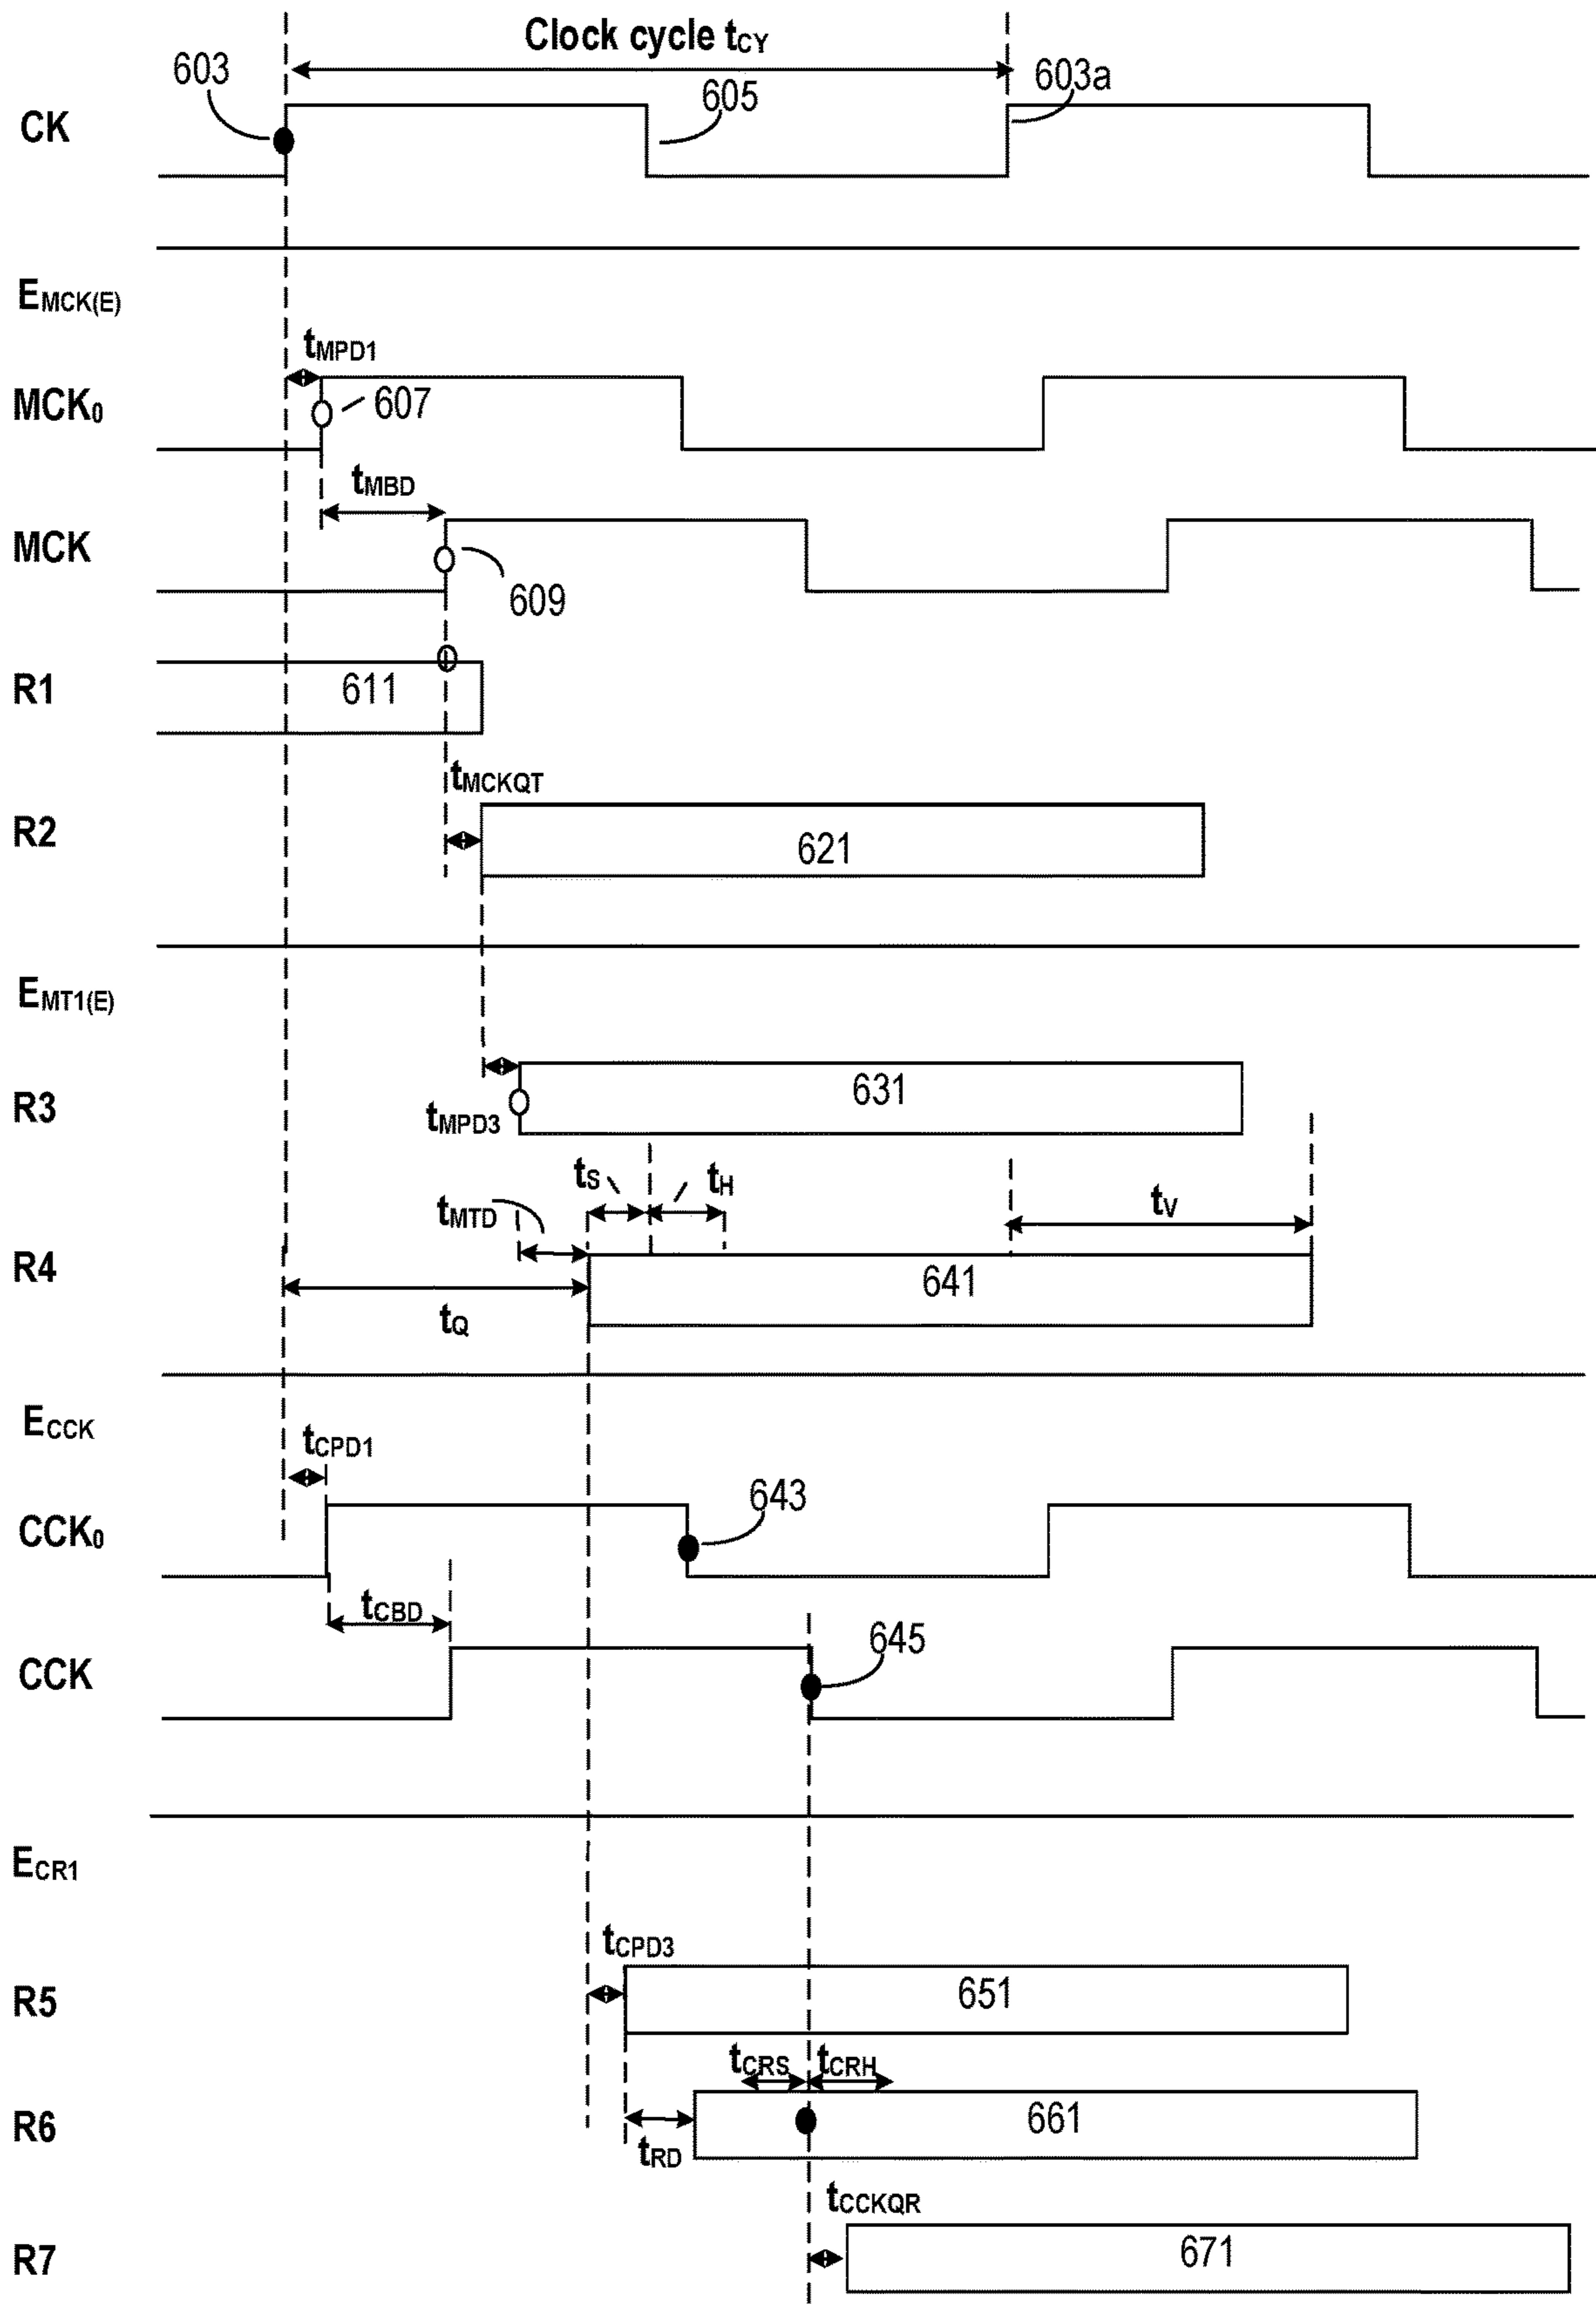 Clock cycle tCY
603
603a
605
CK
EMCK(E)
tMPD1
MCK0
607
tMBD
MCK
609
R1
611
tMCKQT
R2
621
EMT1(E)
R3
631
tMPD3
tS
tH
tV
tMTD
R4
641
tQ
ECCK
tCPD1
643
CCK0
tCBD
645
CCK
ECR1
tCPD3
R5
651
tCRS
tCRH
R6
661
tRD
tCCKQR
R7
671